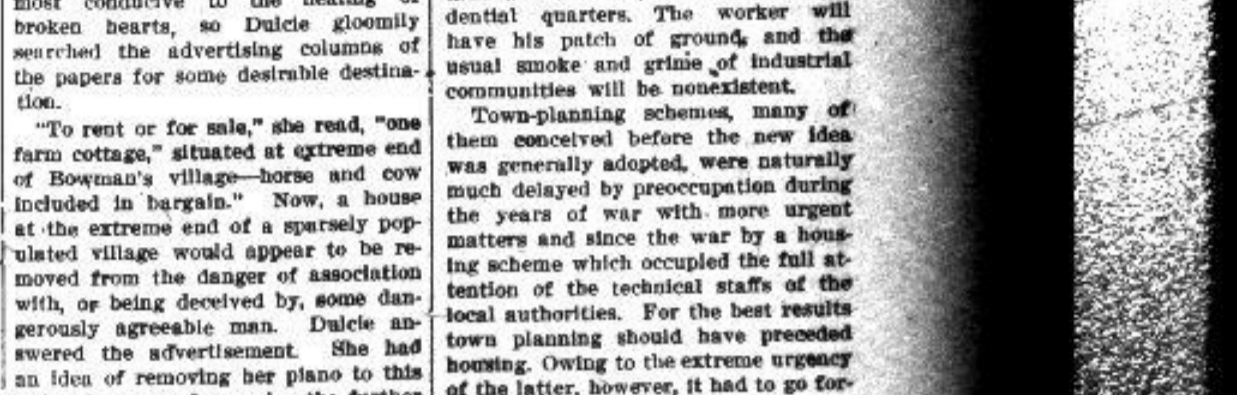 most conducive to the healing of
broken hearts, so Dulcie gloomily
searched the advertising columns of
the papers for some desirable destina-
tion.
"To rent or for sale," she read, "one
farm cottage," situated at extreme end
of Bowman's village—horse and cow
included in bargain." Now, a house
at the extreme end of a sparsely pop-
ulated village would appear to be re-
moved from the danger of association
with, or being deceived by, some dan-
gerously agreeable man. Dulcie an-
swered the advertisement. She had
an idea of removing her piano to this
the further
dential quarters. The worker will
have his patch of ground, and the
usual smoke and grime of industrial
communities will be nonexistent.
Town-planning schemes, many of
them conceived before the new idea
was generally adopted, were naturally
much delayed by preoccupation during
the years of war with more urgent
matters and since the war by a hous-
ing scheme which occupied the full at-
tention of the technical staffs of the
local authorities. For the best results
town planning should have preceded
housing. Owing to the extreme urgency
of the latter, however, it had to go for-